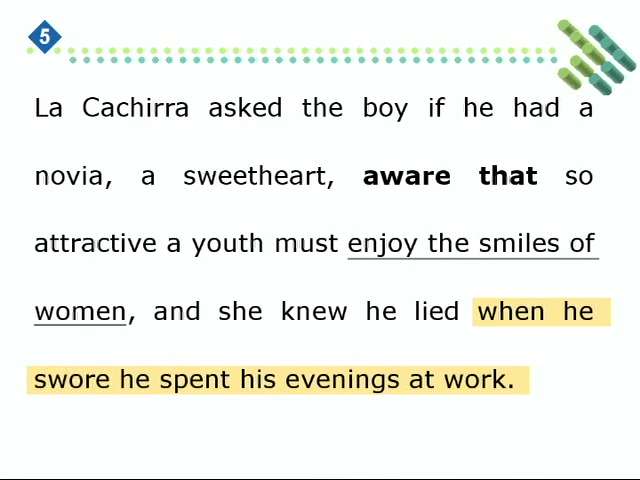 5
La Cachirra asked the boy if he had a
novia, a sweetheart, aware that so
attractive a youth must enjoy the smiles of
women, and she knew he lied when he
swore he spent his evenings at work.